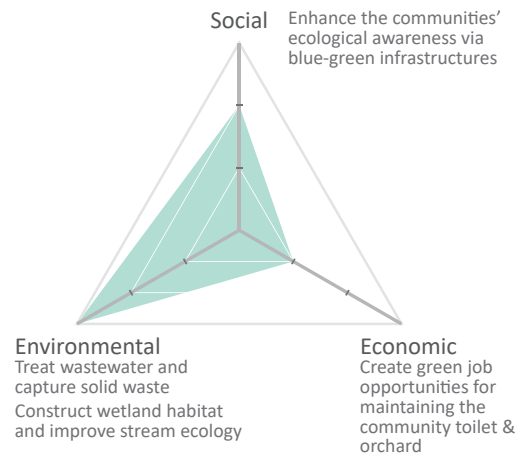 Social
Enhance the communities’
ecological awareness via
blue-green infrastructures
Environmental
Treat wastewater and
capture solid waste
Construct wetland habitat
and improve stream ecology
Economic
Create green job
opportunities for
maintaining the
community toilet &
orchard